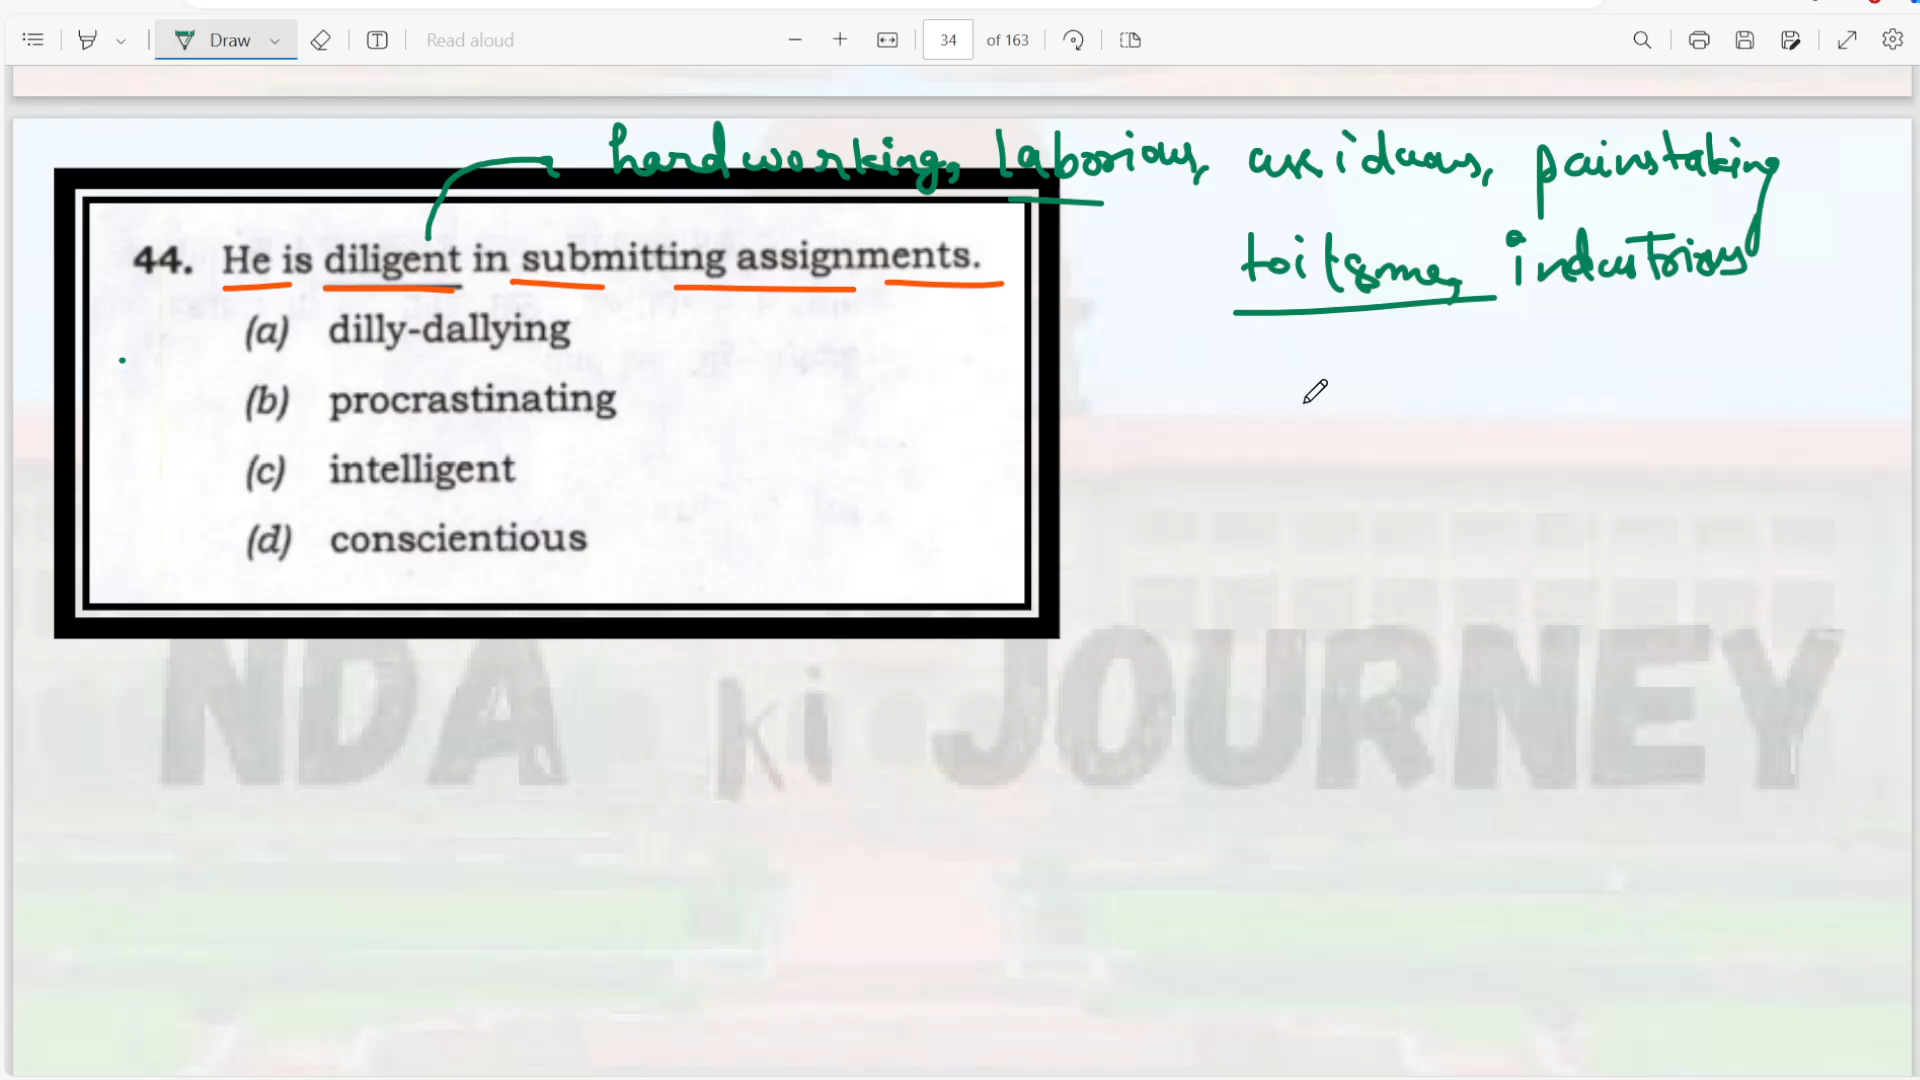 Draw
Read aloud
34 of 163
hardworking, laborious, assiduous, painstaking
toilsome, industrious
44. He is diligent in submitting assignments.
(a) dilly-dallying
(b) procrastinating
(c) intelligent
(d) conscientious
NDA ki JOURNEY